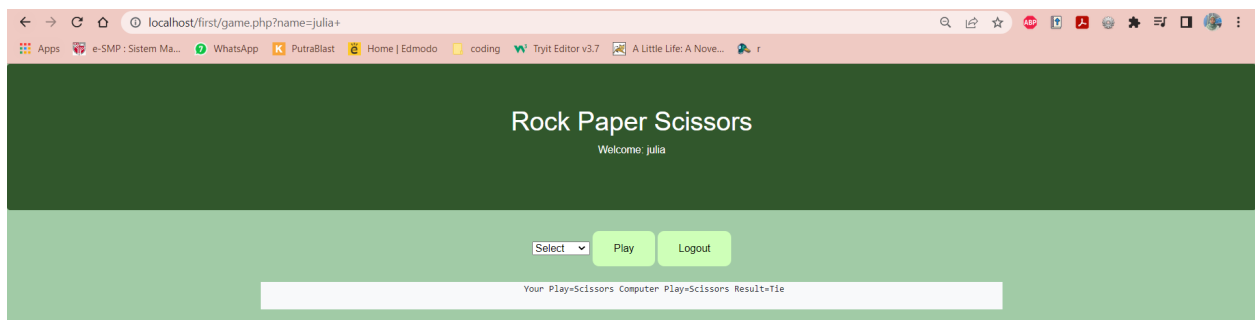 localhost/first/game.php?name=julia+
ABP
Apps e-SMP : Sistem Ma... WhatsApp PutraBlast Home | Edmodo coding Tryit Editor v3.7 A Little Life: A Nove... r
Rock Paper Scissors
Welcome: julia
Select Play Logout
Your Play=Scissors Computer Play=Scissors Result=Tie